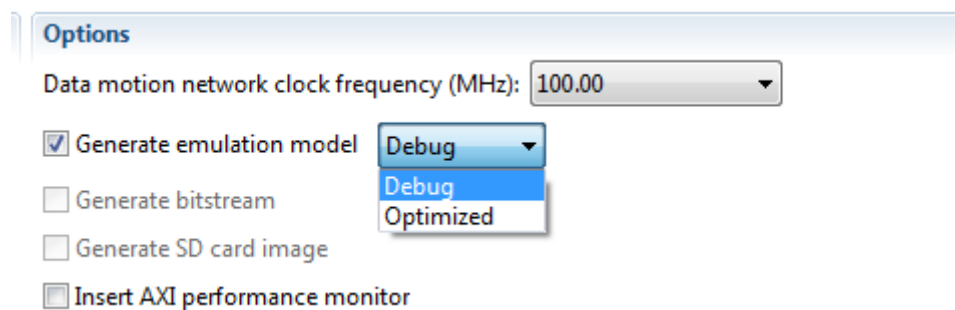 Options
Data motion network clock frequency (MHz): 100.00
Generate emulation model Debug
Debug
Generate bitstream
Optimized
Generate SD card image
Insert AXI performance monitor